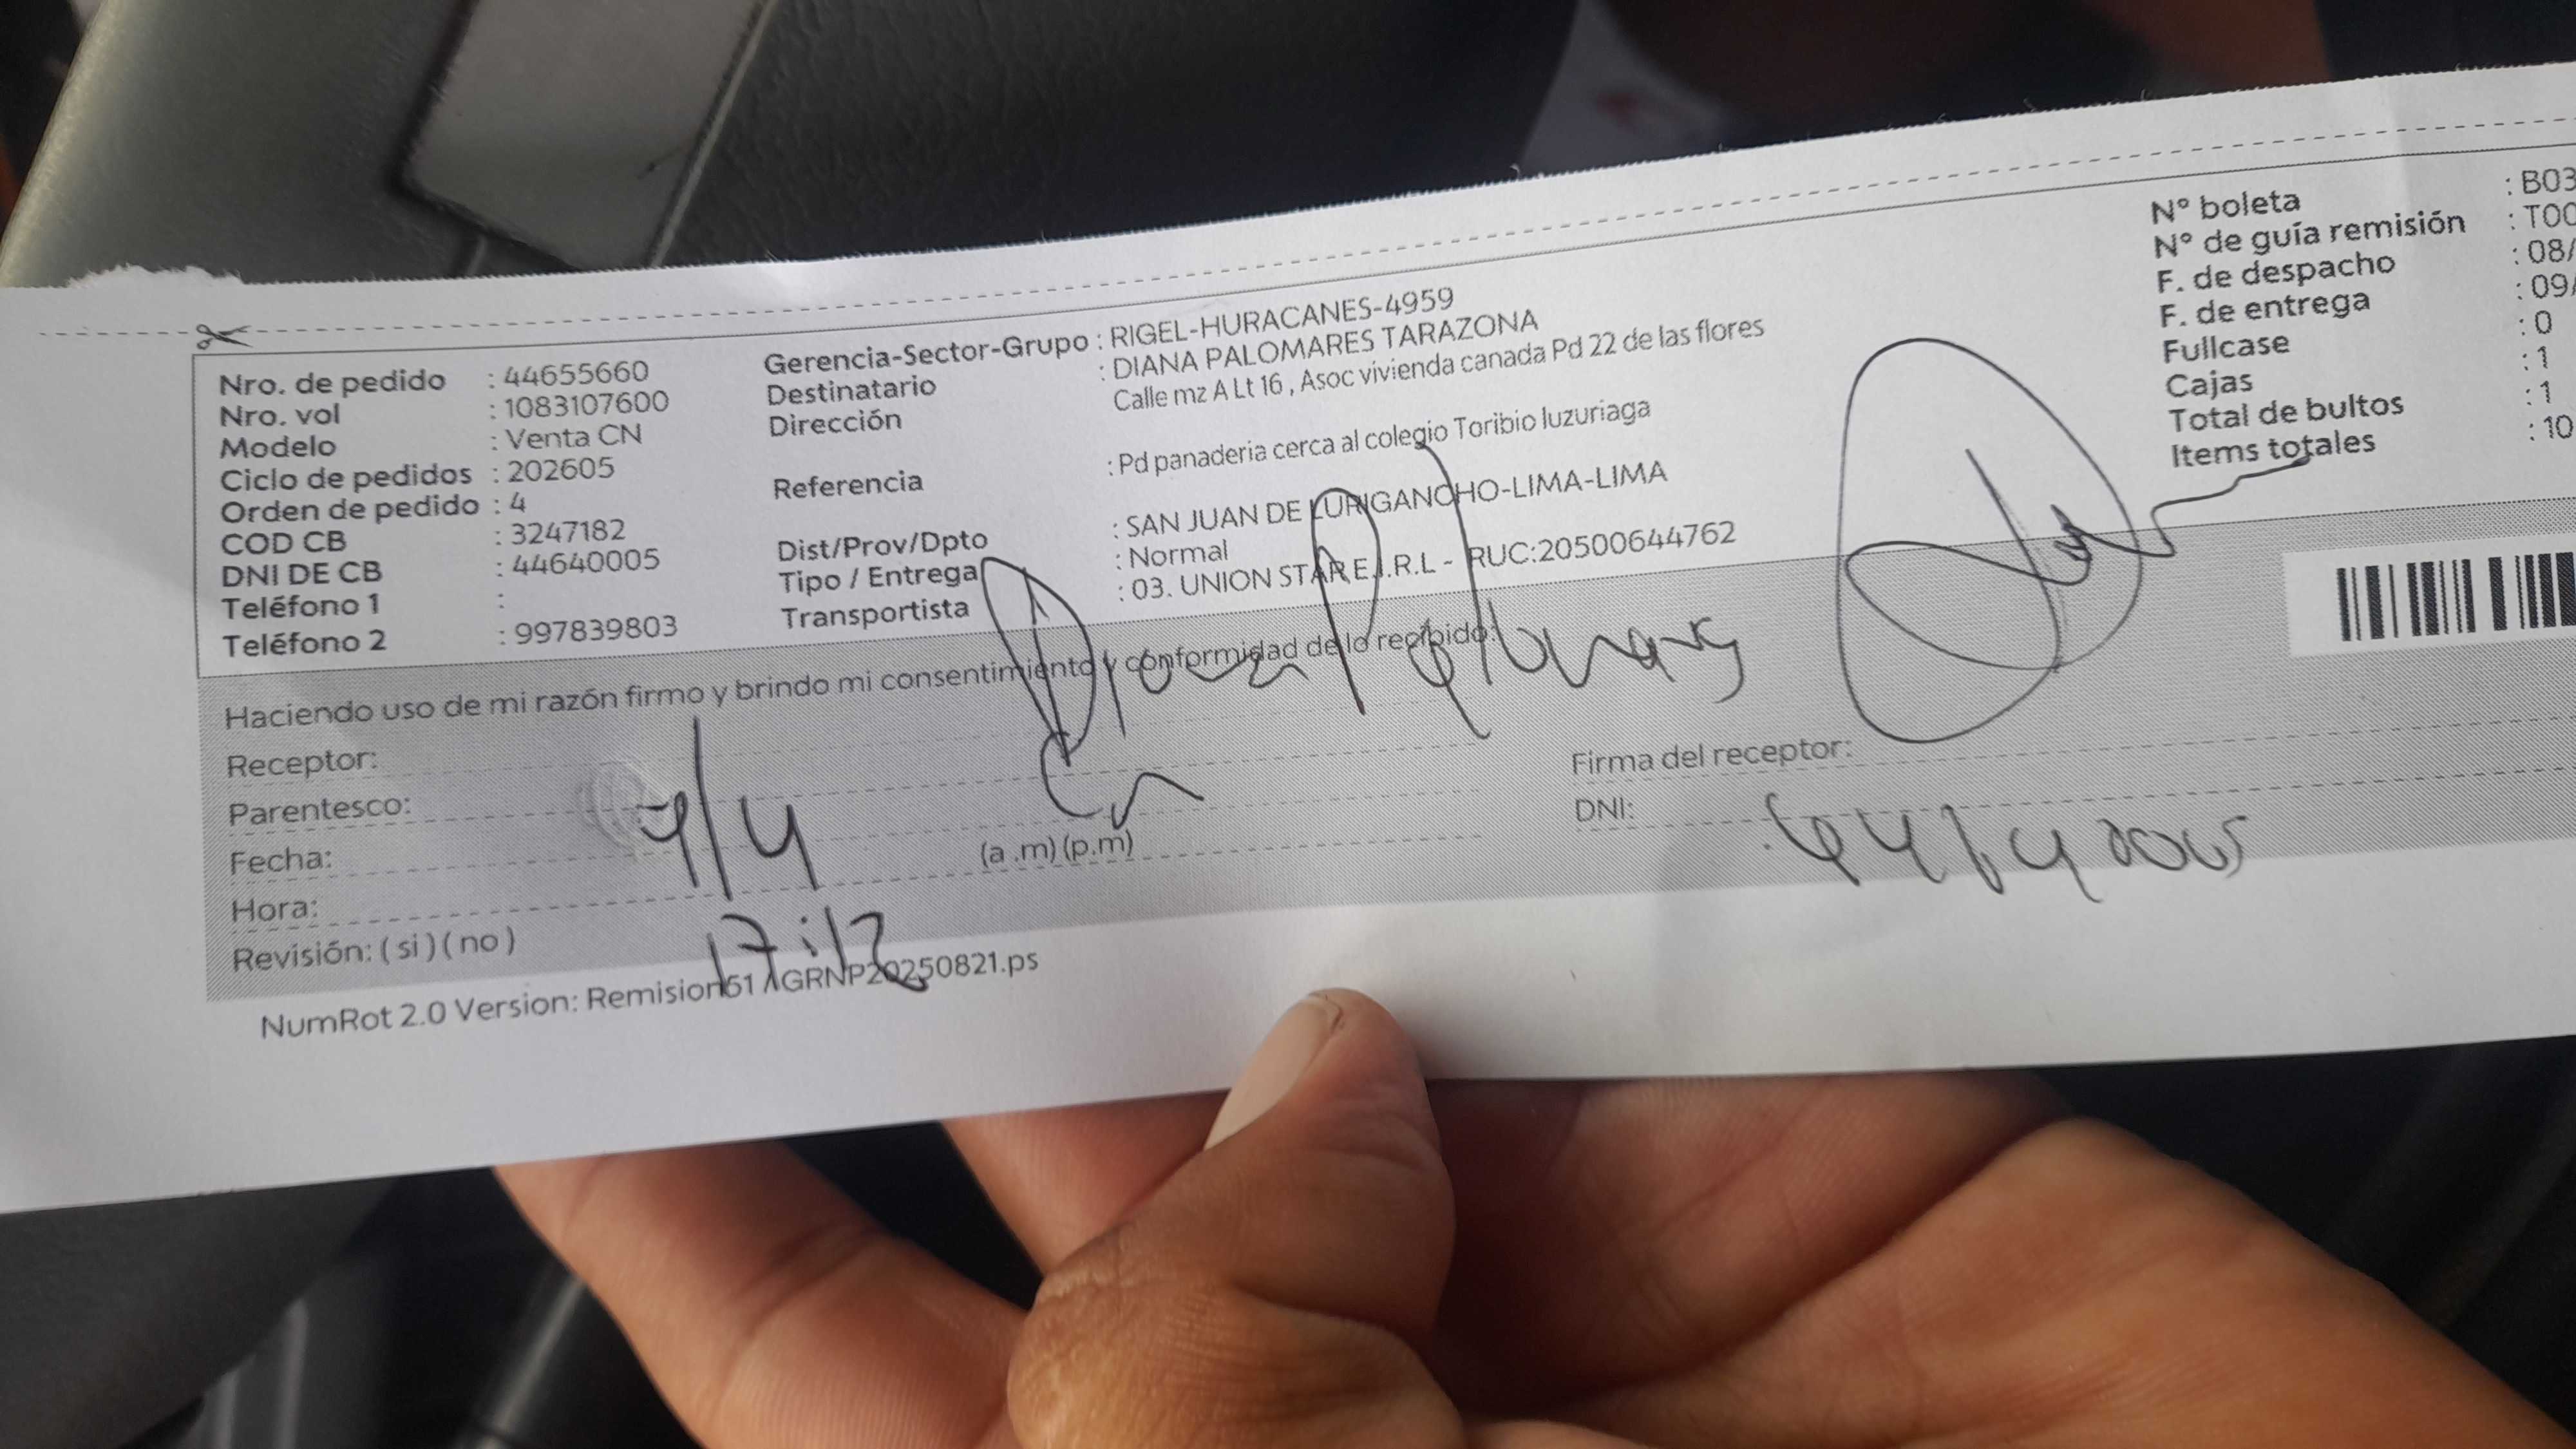 Nro. de pedido : 44655660
Nro. vol : 1083107600
Modelo : Venta CN
Ciclo de pedidos : 202605
Orden de pedido : 4
COD CB : 3247182
DNI DE CB : 44640005
Teléfono 1 :
Teléfono 2 : 997839803
Gerencia-Sector-Grupo : RIGEL-HURACANES-4959
Destinatario : DIANA PALOMARES TARAZONA
Dirección Calle mz A Lt 16 , Asoc vivienda canada Pd 22 de las flores
Referencia : Pd panaderia cerca al colegio Toribio luzuriaga
Dist/Prov/Dpto : SAN JUAN DE LURIGANCHO-LIMA-LIMA
Tipo / Entrega : Normal
Transportista : 03. UNION STAR E.I.R.L - RUC:20500644762
N° boleta : B03
N° de guía remisión : T00
F. de despacho : 08/
F. de entrega : 09/
Fullcase : 0
Cajas : 1
Total de bultos : 1
Items totales : 10
Haciendo uso de mi razón firmo y brindo mi consentimiento y conformidad de lo recibido:
Receptor: Diana Palomares
Parentesco:
Fecha: 9/4
(a .m) (p.m)
Hora: 17:12
Revisión: ( si ) ( no )
Firma del receptor:
DNI: 44640005
NumRot 2.0 Version: Remision61 AGRNP20250821.ps